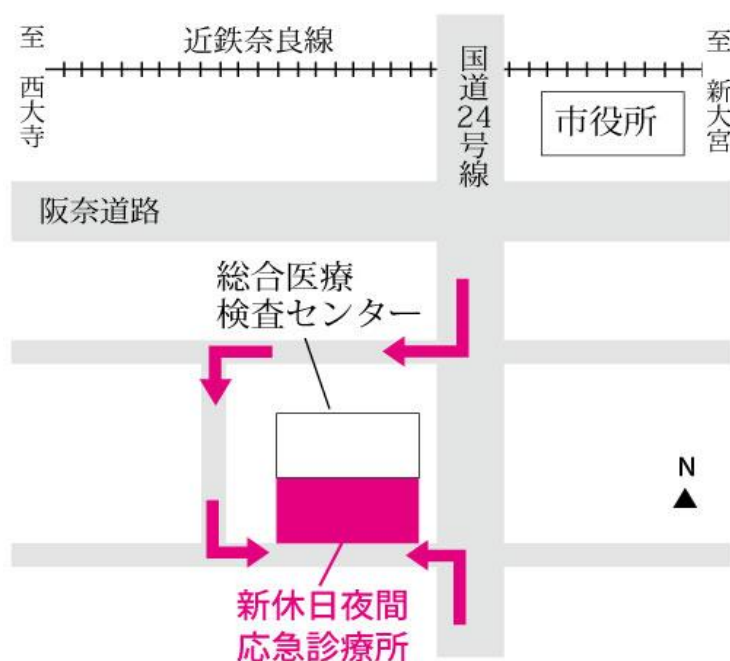 至 西大寺
近鉄奈良線
国道24号線
至 新大宮
市役所
阪奈道路
総合医療
検査センター
N
新休日夜間
応急診療所